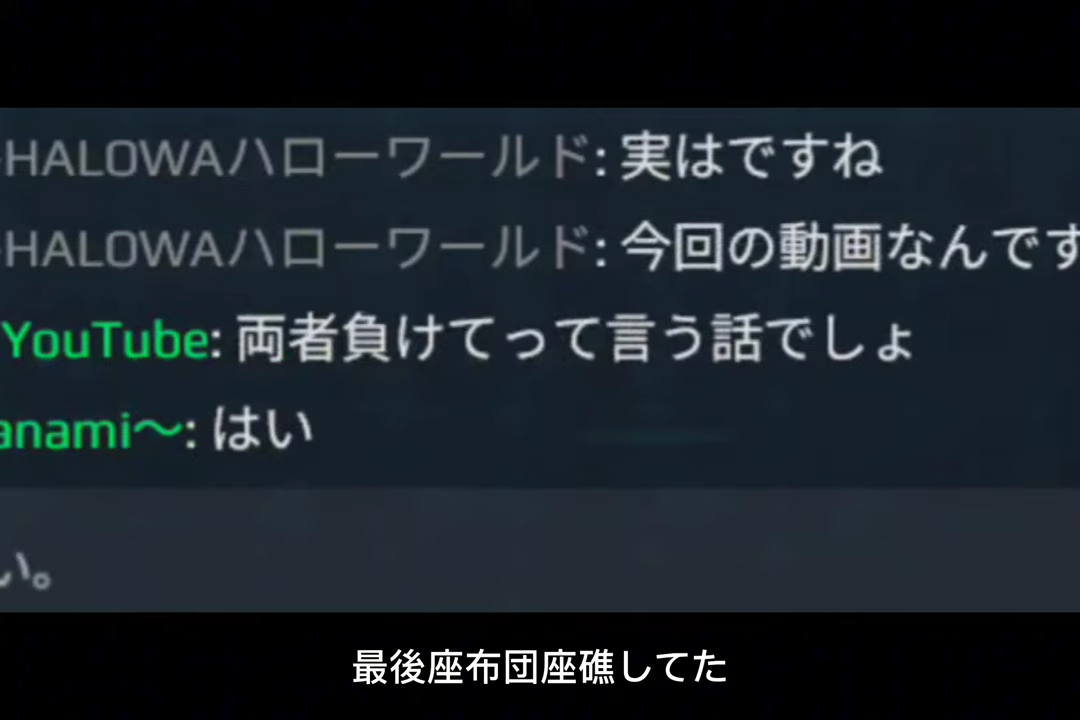 HALOWAハローワールド: 実はですね
HALOWAハローワールド: 今回の動画なんです
YouTube: 両者負けてって言う話でしょ
anami〜: はい
い。
最後座布団座礁してた